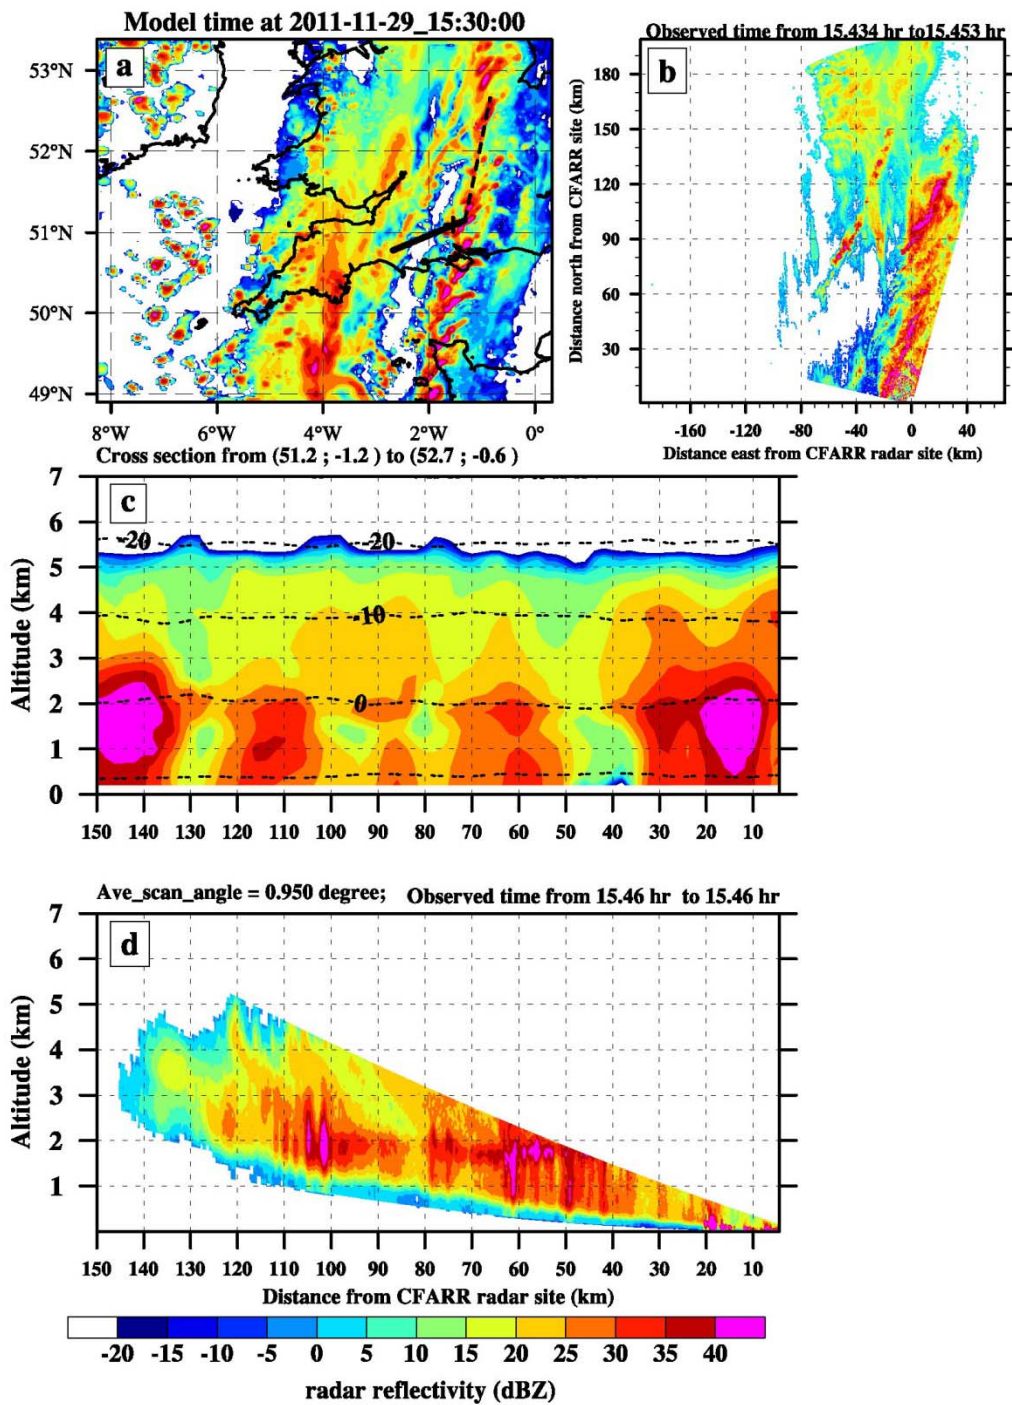 Model time at 2011-11-29_15:30:00
Observed time from 15.434 hr to15.453 hr
a
53°N
52°N
51°N
50°N
49°N
8°W 6°W 4°W 2°W 0°
b
Distance north from CFARR site (km)
180
150
120
90
60
30
-160 -120 -80 -40 0 40
Distance east from CFARR radar site (km)
Cross section from (51.2 ; -1.2 ) to (52.7 ; -0.6 )
c
Altitude (km)
7
6
5
4
3
2
1
0
-20 -20
-10
0
150 140 130 120 110 100 90 80 70 60 50 40 30 20 10 5
Ave_scan_angle = 0.950 degree; Observed time from 15.46 hr to 15.46 hr
d
Altitude (km)
7
6
5
4
3
2
1
150 140 130 120 110 100 90 80 70 60 50 40 30 20 10 5
Distance from CFARR radar site (km)
-20 -15 -10 -5 0 5 10 15 20 25 30 35 40
radar reflectivity (dBZ)